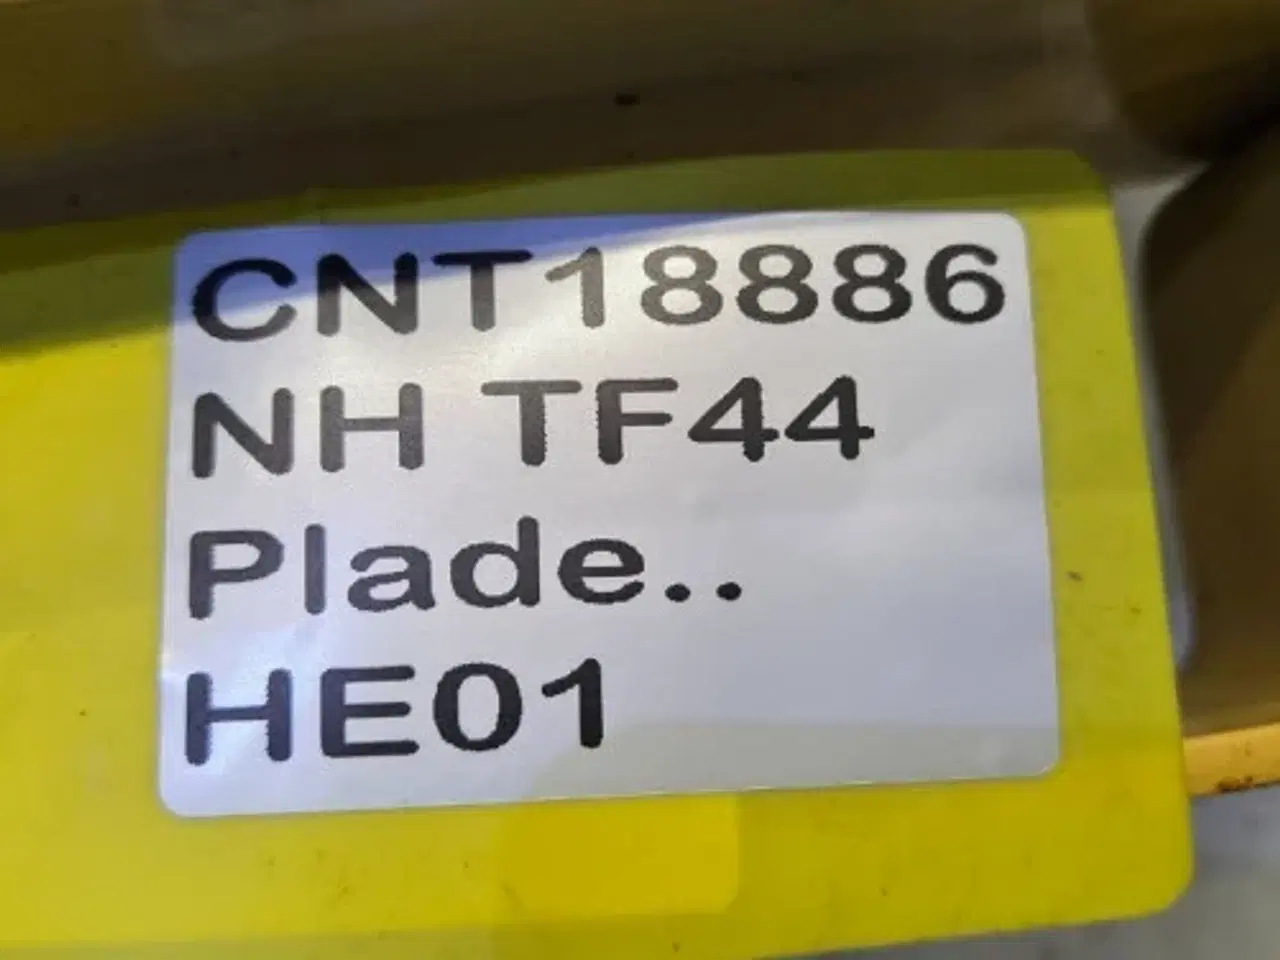 CNT18886
NH TF44
Plade..
HE01